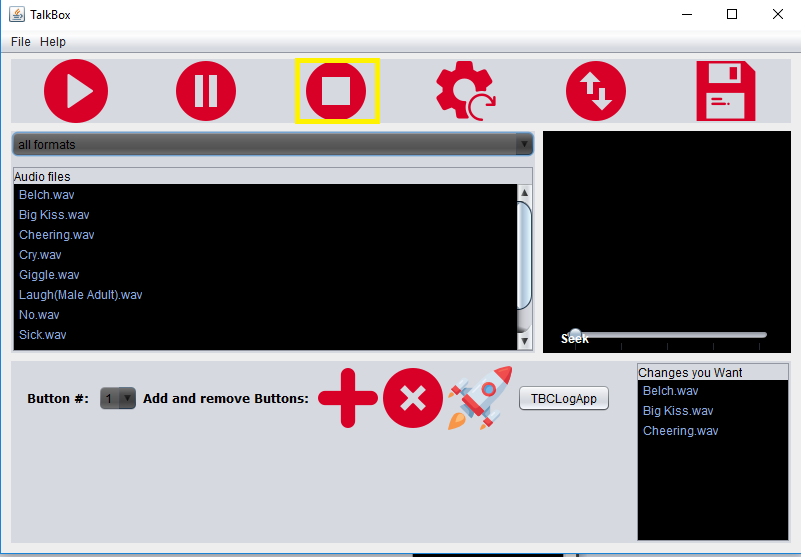 TalkBox
File Help
all formats
Audio files
Belch.wav
Big Kiss.wav
Cheering.wav
Cry.wav
Giggle.wav
Laugh(Male Adult).wav
No.wav
Sick.wav
Seek
Button #: 1 Add and remove Buttons: TBCLogApp
Changes you Want
Belch.wav
Big Kiss.wav
Cheering.wav